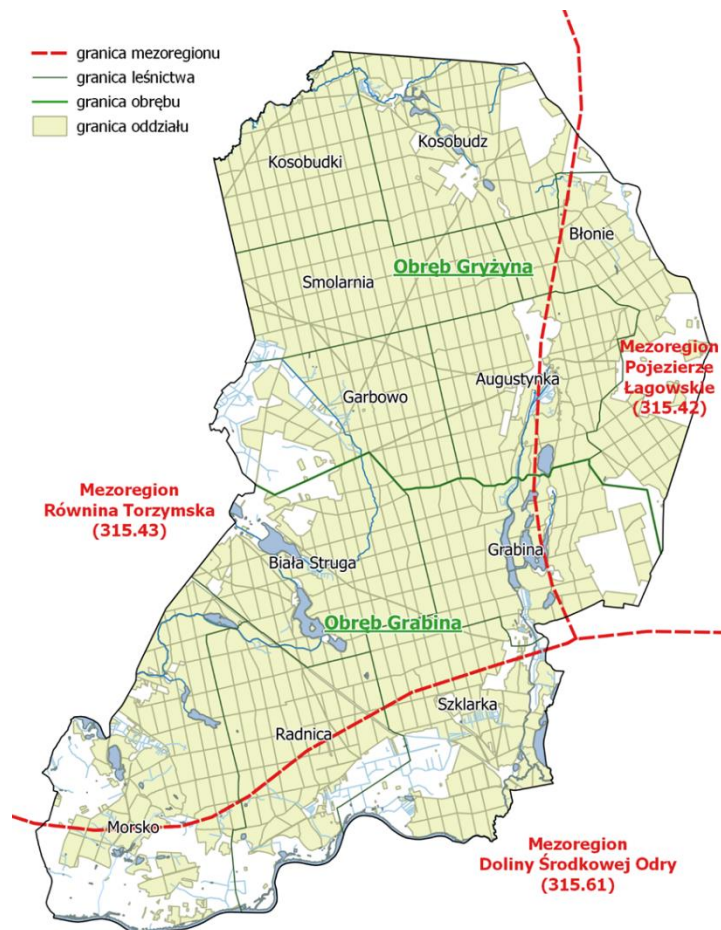 granica mezoregionu
granica leśnictwa
granica obrębu
granica oddziału
Kosobudz
Kosobudki
Błonie
Obręb Gryżyna
Smolarnia
Mezoregion
Pojezierze
Łagowskie
(315.42)
Augustynka
Garbowo
Mezoregion
Równina Torzymska
(315.43)
Grabina
Biała Struga
Obręb Grabina
Szklarka
Radnica
Morsko
Mezoregion
Doliny Środkowej Odry
(315.61)